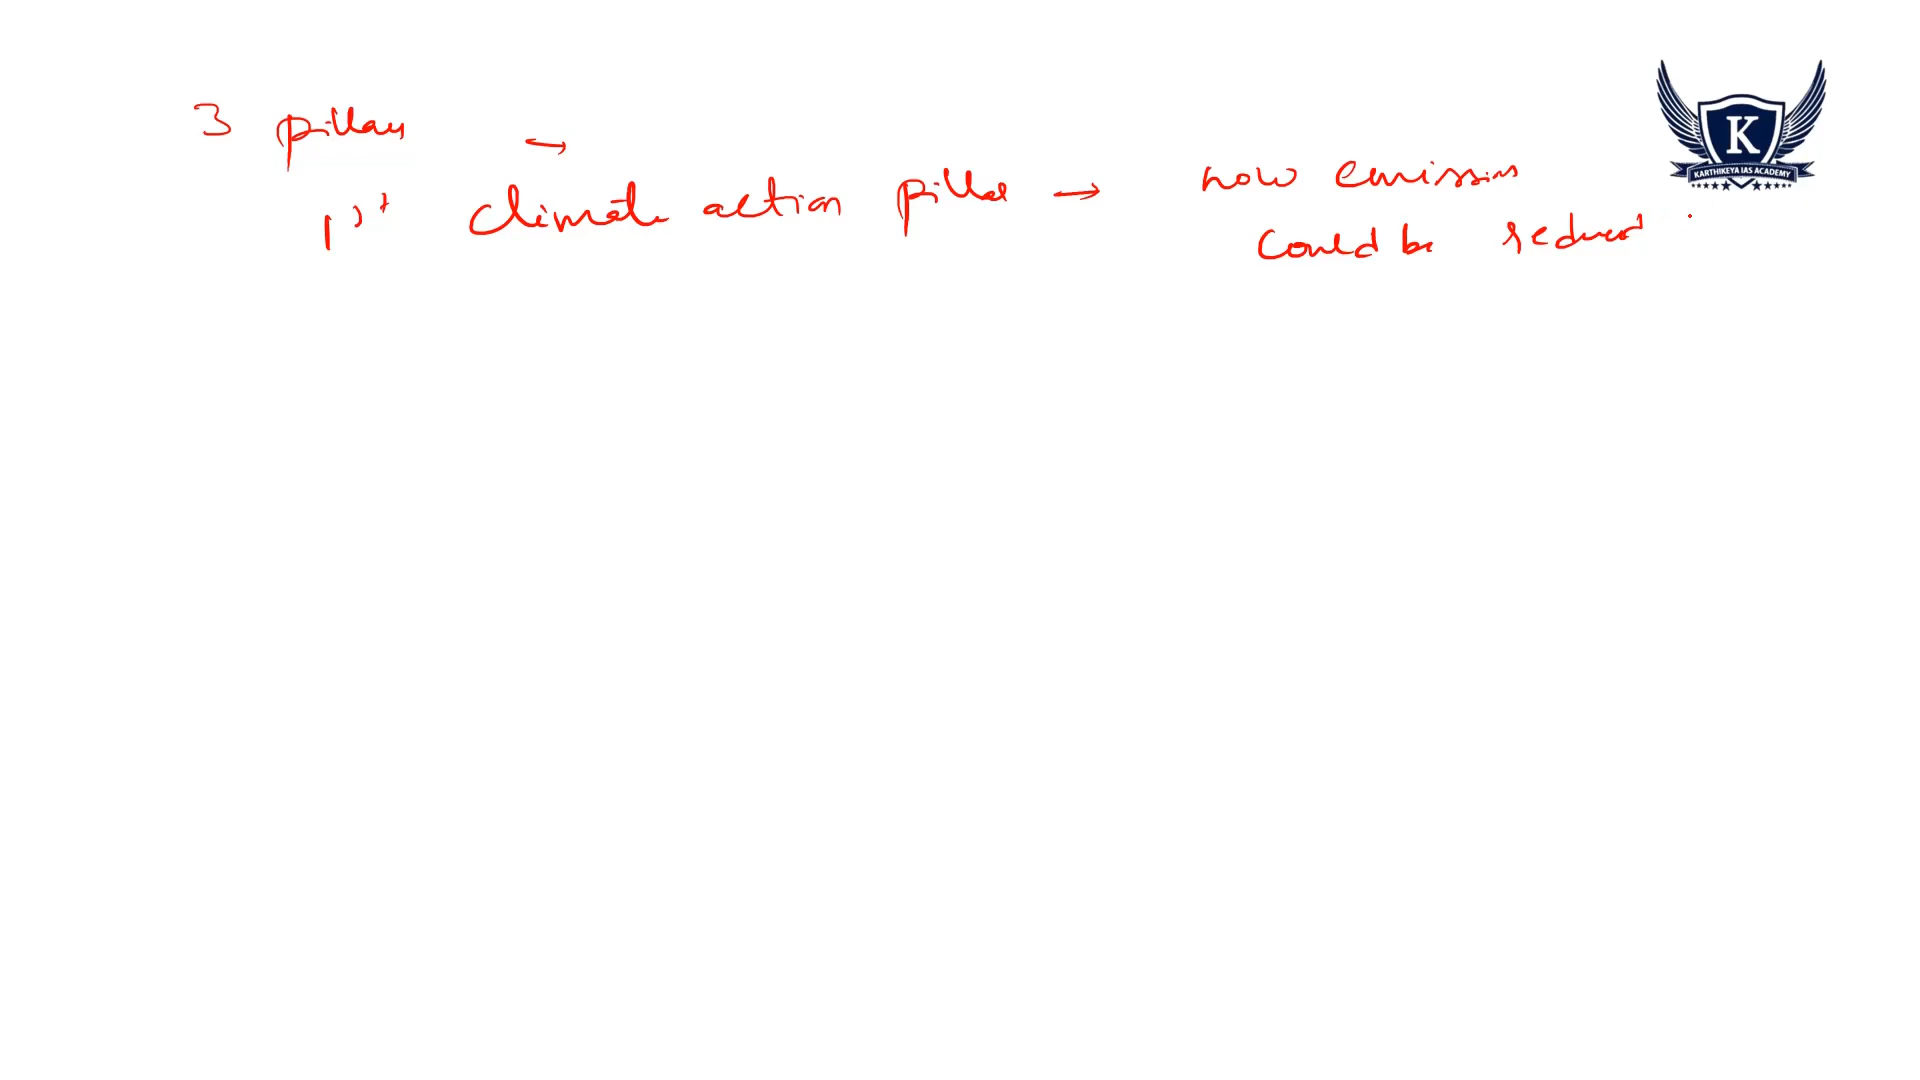 3 pillars →
1st climate action pillar → how emissions
could be reduced.
K
KARTHIKEYA IAS ACADEMY